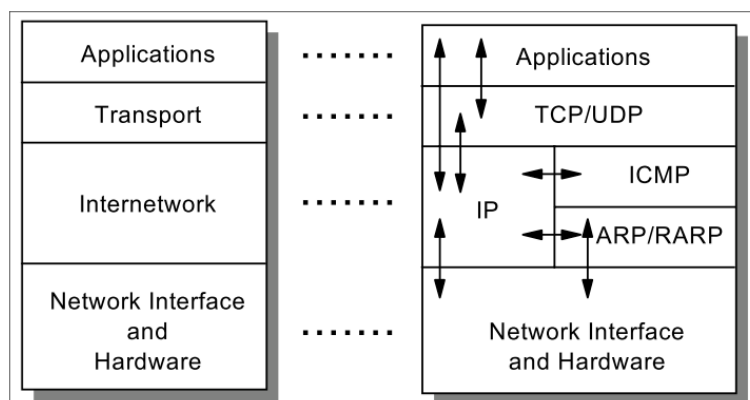 Applications
Transport
Internetwork
Network Interface
and
Hardware
Applications
TCP/UDP
ICMP
IP
ARP/RARP
Network Interface
and Hardware